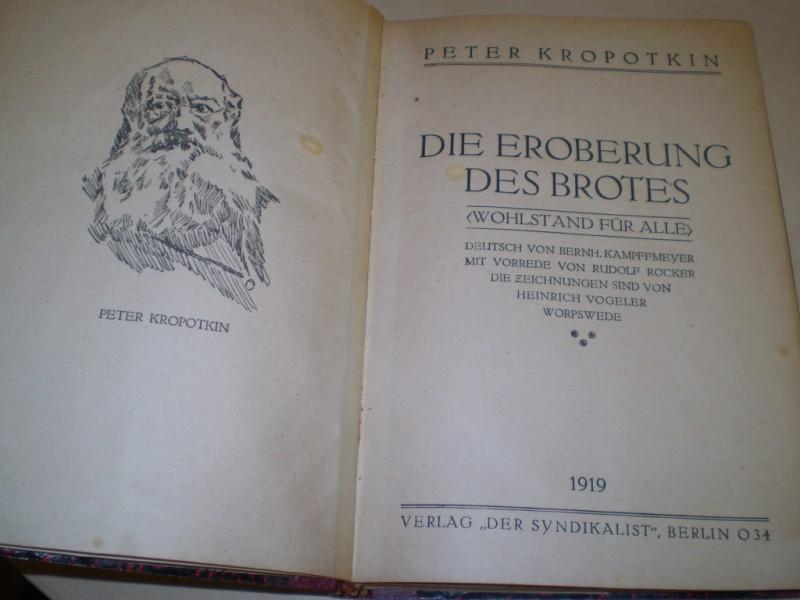 PETER KROPOTKIN
PETER KROPOTKIN
DIE EROBERUNG
DES BROTES
‹WOHLSTAND FÜR ALLE›
DEUTSCH VON BERNH. KAMPFFMEYER
MIT VORREDE VON RUDOLF ROCKER
DIE ZEICHNUNGEN SIND VON
HEINRICH VOGELER
WORPSWEDE
1919
VERLAG „DER SYNDIKALIST“, BERLIN O 34